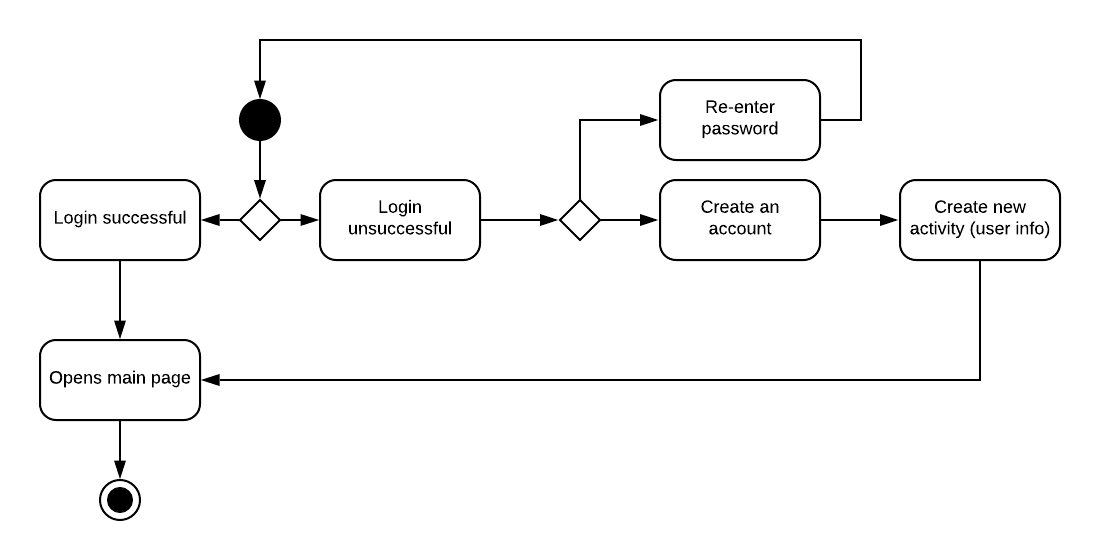 Re-enter
password
Login successful
Login
unsuccessful
Create an
account
Create new
activity (user info)
Opens main page